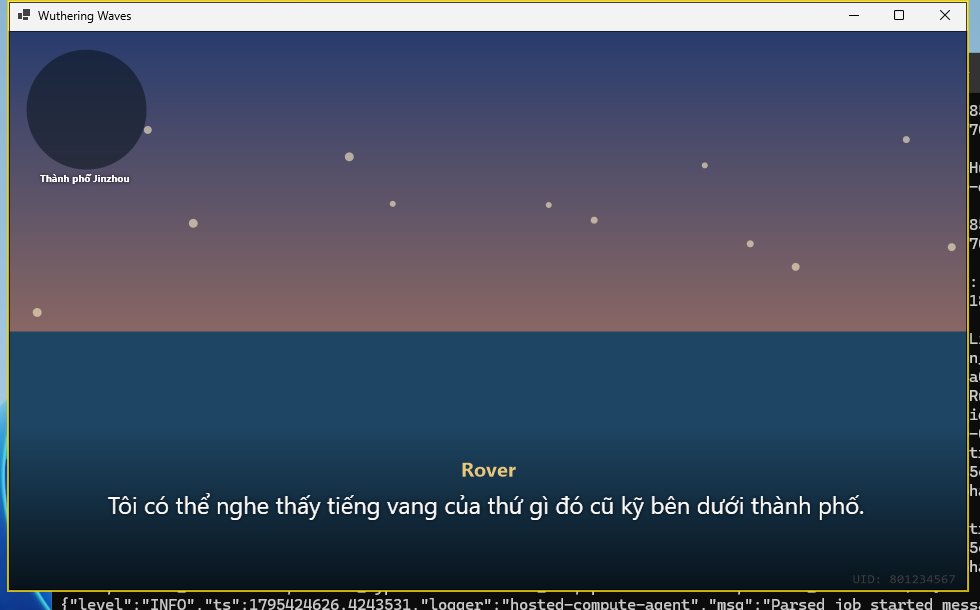 Wuthering Waves
Thành phố Jinzhou
Rover
Tôi có thể nghe thấy tiếng vang của thứ gì đó cũ kỹ bên dưới thành phố.
UID: 801234567
{"level":"INFO","ts":1795424626.4243531,"logger":"hosted-compute-agent","msg":"Parsed job started mes